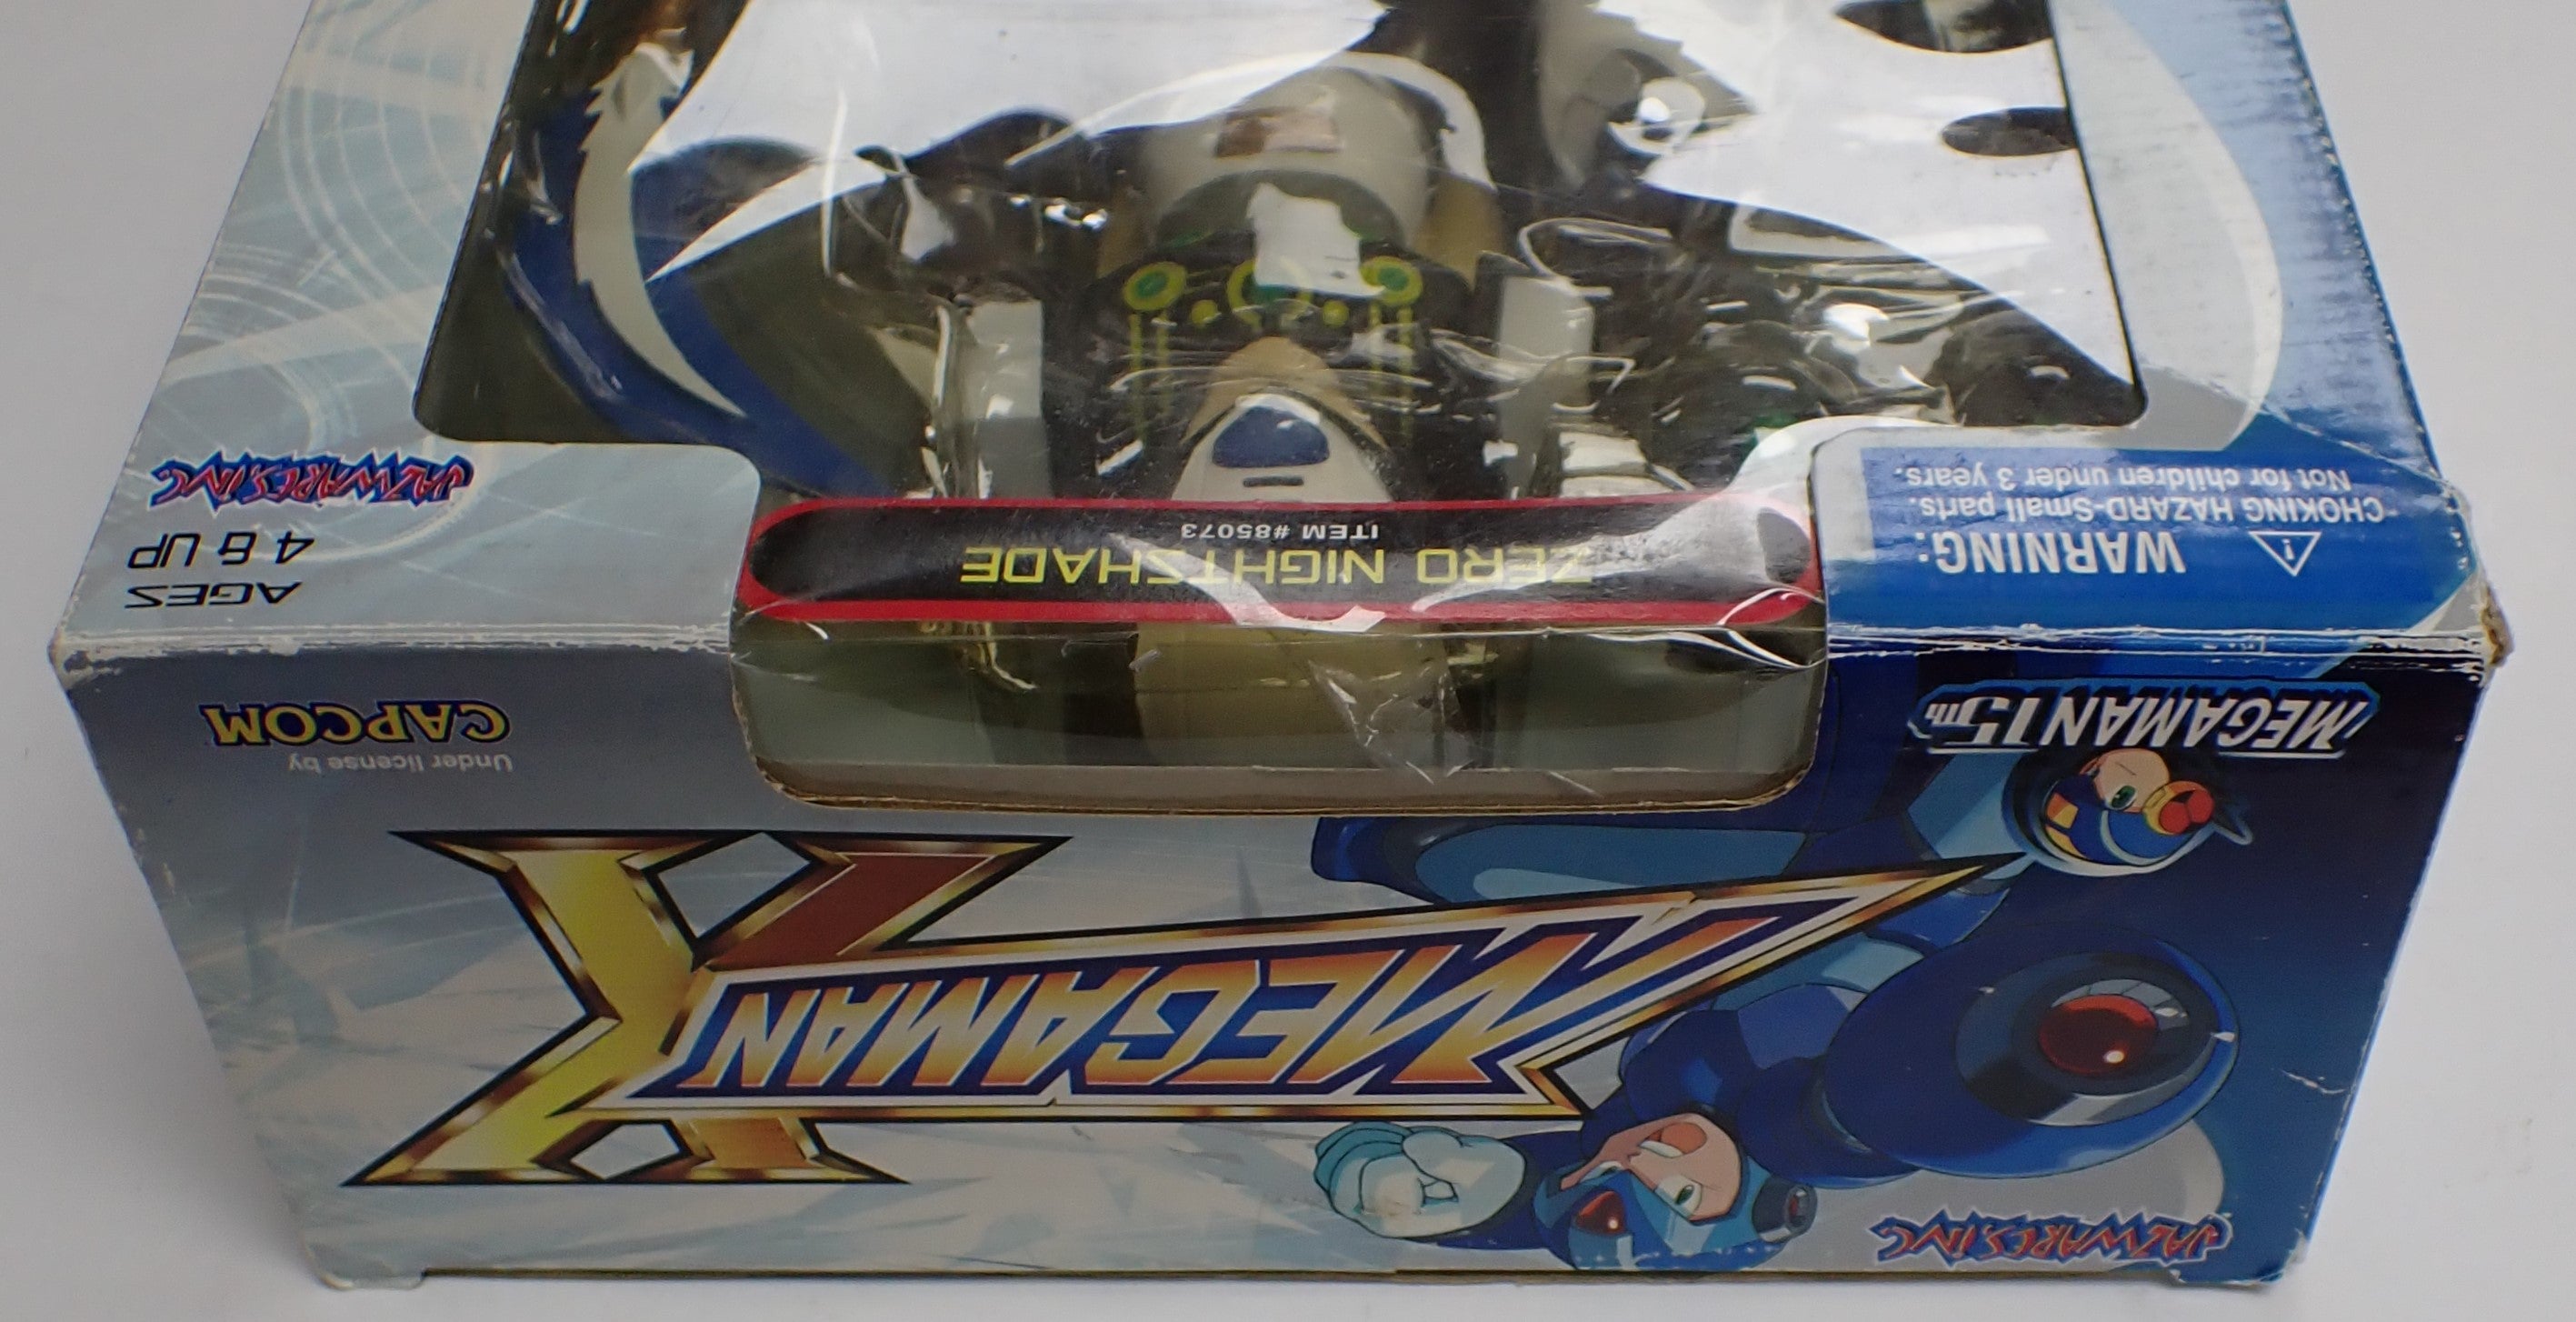 JAZWARES INC
MEGAMAN
X
MEGAMAN 15th
Under license by
CAPCOM
AGES
4 & UP
JAZWARES INC
ZERO NIGHTSHADE
ITEM #85073
WARNING:
CHOKING HAZARD-Small parts.
Not for children under 3 years.